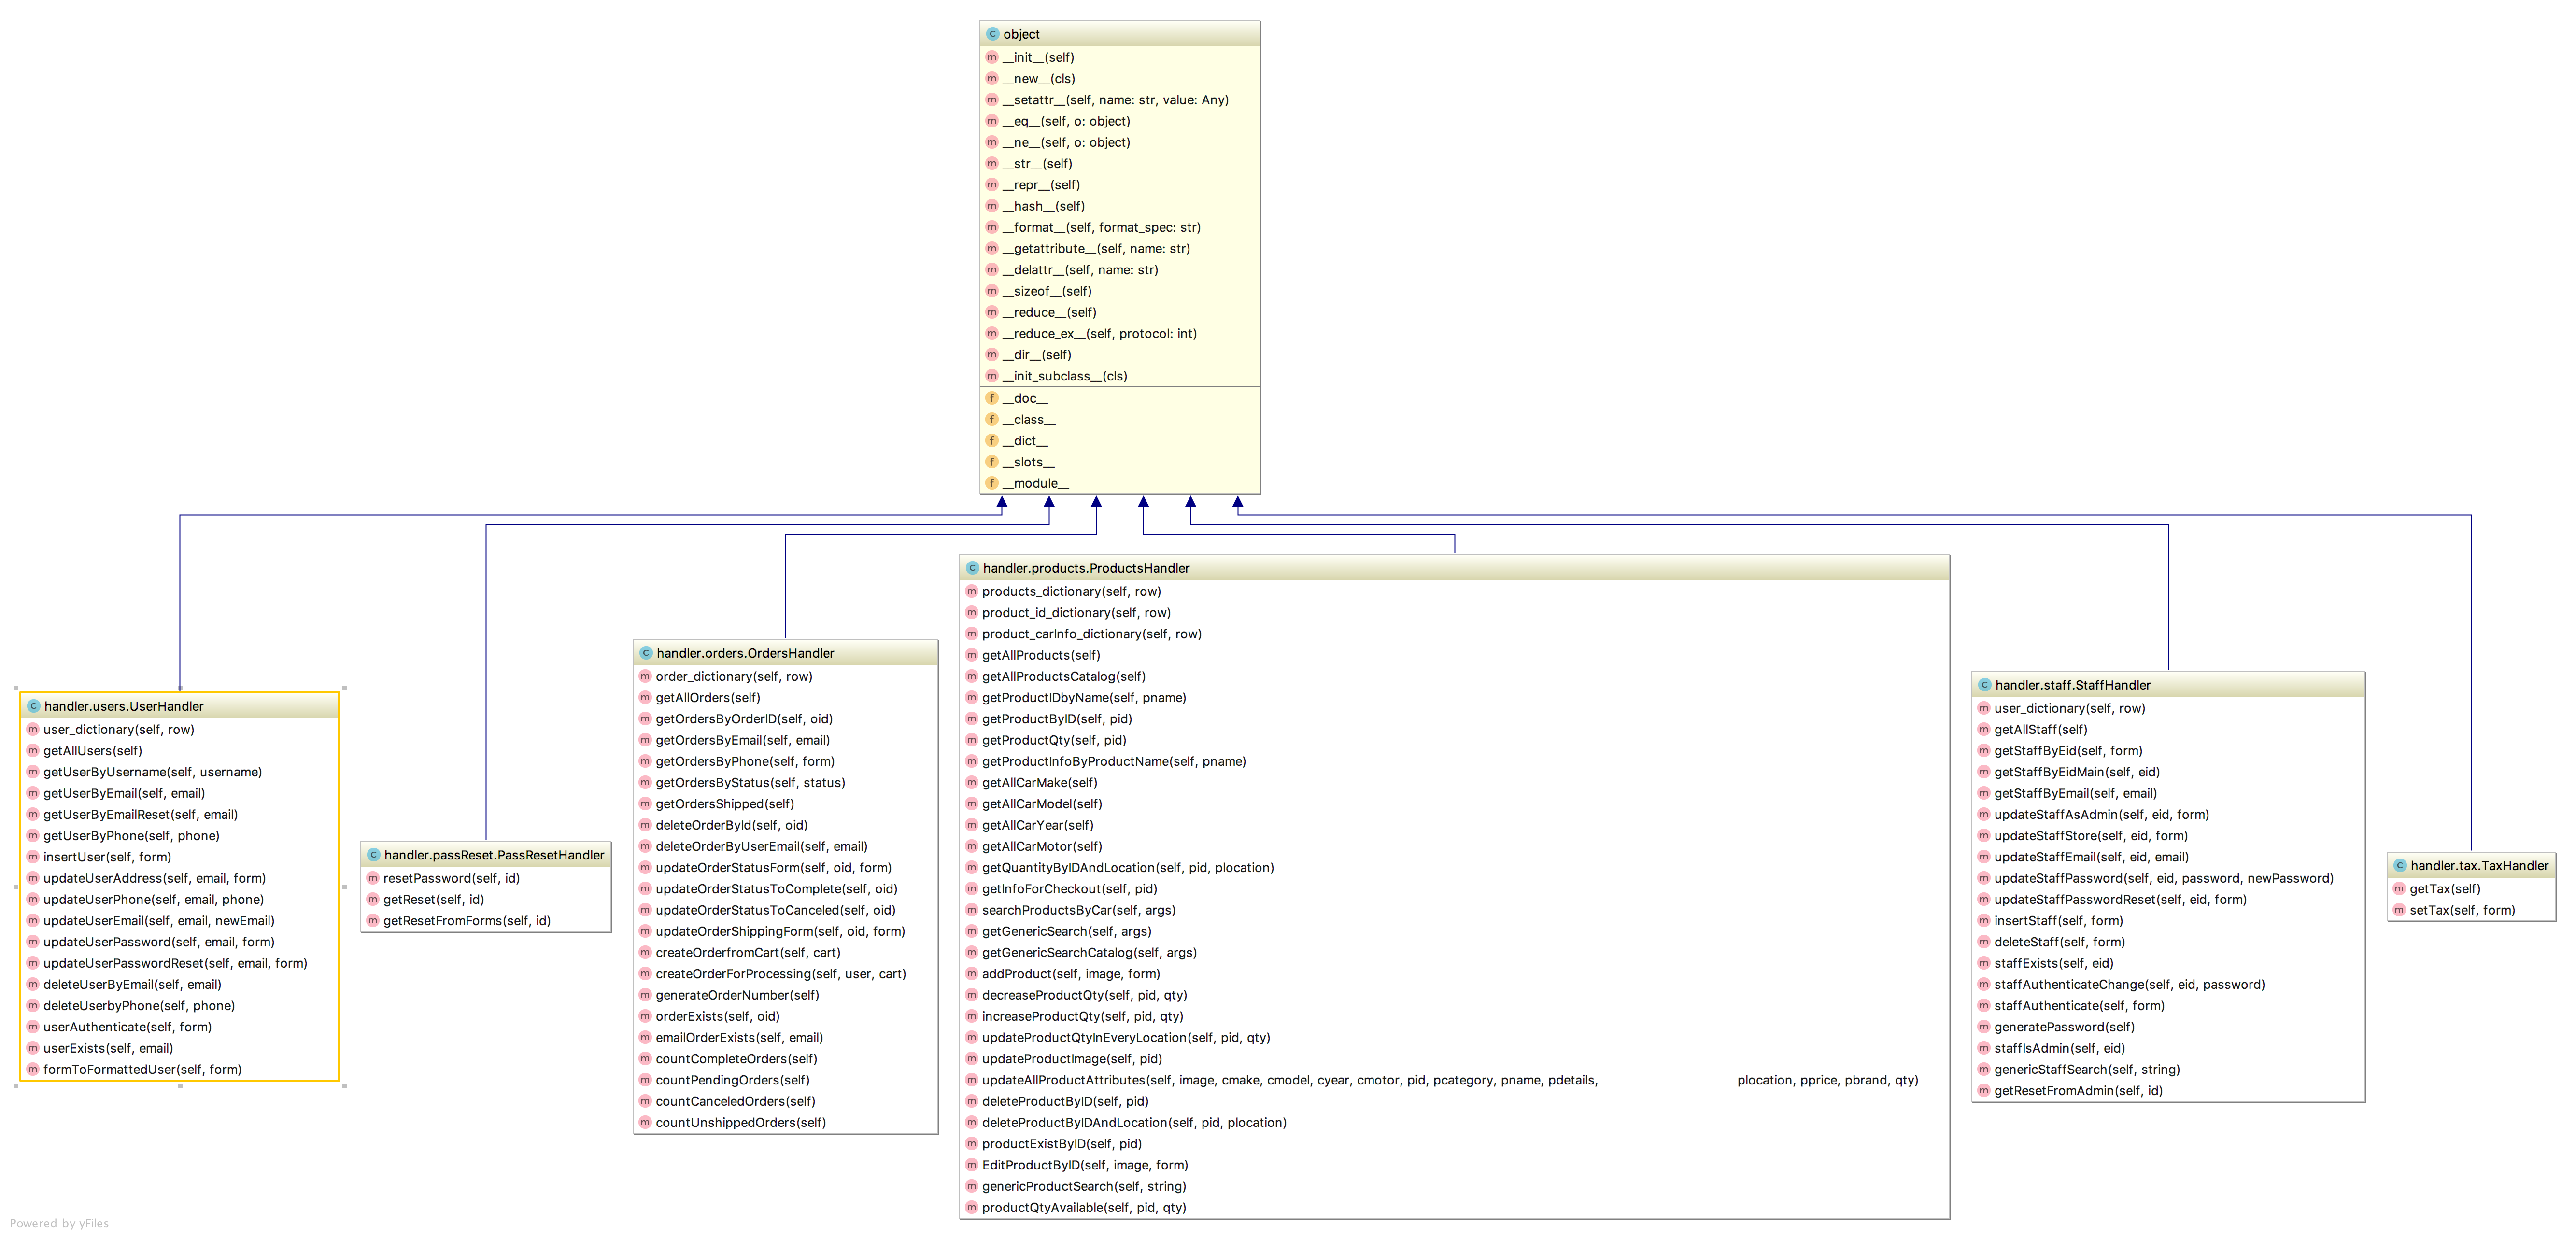 object
__init__(self)
__new__(cls)
__setattr__(self, name: str, value: Any)
__eq__(self, o: object)
__ne__(self, o: object)
__str__(self)
__repr__(self)
__hash__(self)
__format__(self, format_spec: str)
__getattribute__(self, name: str)
__delattr__(self, name: str)
__sizeof__(self)
__reduce__(self)
__reduce_ex__(self, protocol: int)
__dir__(self)
__init_subclass__(cls)
__doc__
__class__
__dict__
__slots__
__module__
handler.users.UserHandler
user_dictionary(self, row)
getAllUsers(self)
getUserByUsername(self, username)
getUserByEmail(self, email)
getUserByEmailReset(self, email)
getUserByPhone(self, phone)
insertUser(self, form)
updateUserAddress(self, email, form)
updateUserPhone(self, email, phone)
updateUserEmail(self, email, newEmail)
updateUserPassword(self, email, form)
updateUserPasswordReset(self, email, form)
deleteUserByEmail(self, email)
deleteUserbyPhone(self, phone)
userAuthenticate(self, form)
userExists(self, email)
formToFormattedUser(self, form)
handler.passReset.PassResetHandler
resetPassword(self, id)
getReset(self, id)
getResetFromForms(self, id)
handler.orders.OrdersHandler
order_dictionary(self, row)
getAllOrders(self)
getOrdersByOrderID(self, oid)
getOrdersByEmail(self, email)
getOrdersByPhone(self, form)
getOrdersByStatus(self, status)
getOrdersShipped(self)
deleteOrderById(self, oid)
deleteOrderByUserEmail(self, email)
updateOrderStatusForm(self, oid, form)
updateOrderStatusToComplete(self, oid)
updateOrderStatusToCanceled(self, oid)
updateOrderShippingForm(self, oid, form)
createOrderfromCart(self, cart)
createOrderForProcessing(self, user, cart)
generateOrderNumber(self)
orderExists(self, oid)
emailOrderExists(self, email)
countCompleteOrders(self)
countPendingOrders(self)
countCanceledOrders(self)
countUnshippedOrders(self)
handler.products.ProductsHandler
products_dictionary(self, row)
product_id_dictionary(self, row)
product_carInfo_dictionary(self, row)
getAllProducts(self)
getAllProductsCatalog(self)
getProductIDbyName(self, pname)
getProductByID(self, pid)
getProductQty(self, pid)
getProductInfoByProductName(self, pname)
getAllCarMake(self)
getAllCarModel(self)
getAllCarYear(self)
getAllCarMotor(self)
getQuantityByIDAndLocation(self, pid, plocation)
getInfoForCheckout(self, pid)
searchProductsByCar(self, args)
getGenericSearch(self, args)
getGenericSearchCatalog(self, args)
addProduct(self, image, form)
decreaseProductQty(self, pid, qty)
increaseProductQty(self, pid, qty)
updateProductQtyInEveryLocation(self, pid, qty)
updateProductImage(self, pid)
updateAllProductAttributes(self, image, cmake, cmodel, cyear, cmotor, pid, pcategory, pname, pdetails, plocation, pprice, pbrand, qty)
deleteProductByID(self, pid)
deleteProductByIDAndLocation(self, pid, plocation)
productExistByID(self, pid)
EditProductByID(self, image, form)
genericProductSearch(self, string)
productQtyAvailable(self, pid, qty)
handler.staff.StaffHandler
user_dictionary(self, row)
getAllStaff(self)
getStaffByEid(self, form)
getStaffByEidMain(self, eid)
getStaffByEmail(self, email)
updateStaffAsAdmin(self, eid, form)
updateStaffStore(self, eid, form)
updateStaffEmail(self, eid, email)
updateStaffPassword(self, eid, password, newPassword)
updateStaffPasswordReset(self, eid, form)
insertStaff(self, form)
deleteStaff(self, form)
staffExists(self, eid)
staffAuthenticateChange(self, eid, password)
staffAuthenticate(self, form)
generatePassword(self)
staffIsAdmin(self, eid)
genericStaffSearch(self, string)
getResetFromAdmin(self, id)
handler.tax.TaxHandler
getTax(self)
setTax(self, form)
Powered by yFiles